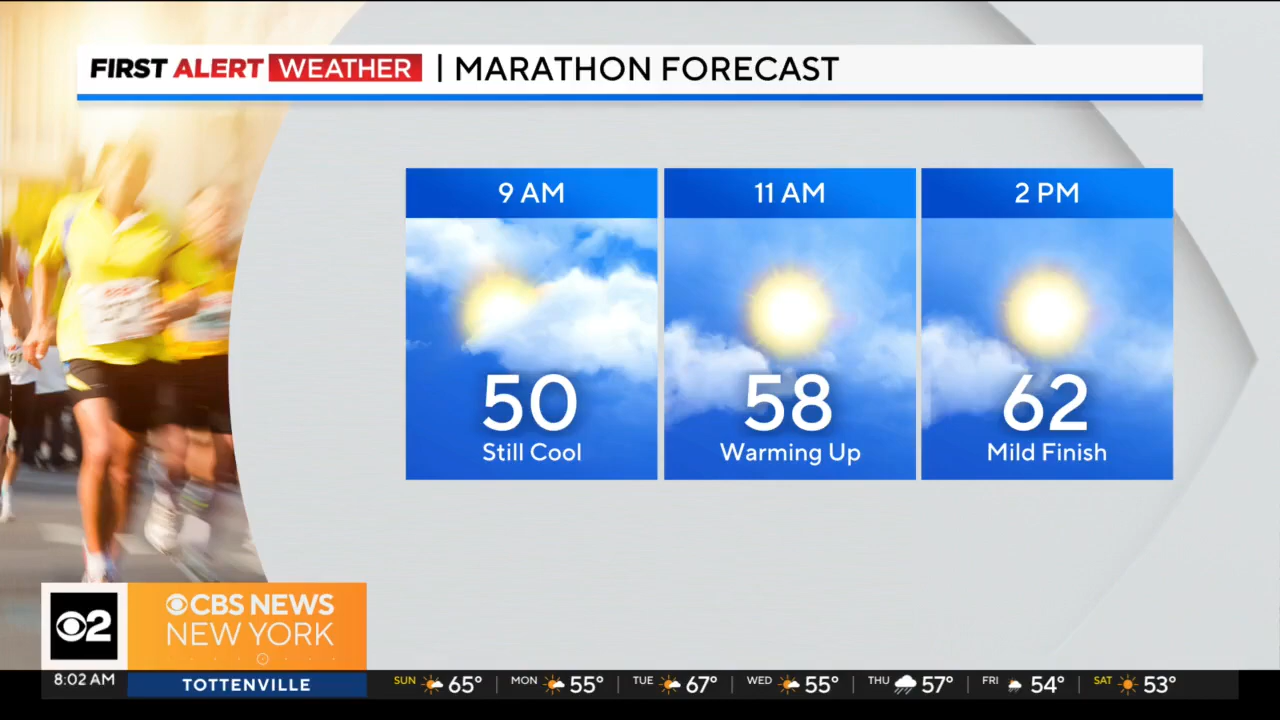 FIRST ALERT WEATHER | MARATHON FORECAST
9 AM
50
Still Cool
11 AM
58
Warming Up
2 PM
62
Mild Finish
2
CBS NEWS
NEW YORK
8:02 AM
TOTTENVILLE
SUN 65° | MON 55° | TUE 67° | WED 55° | THU 57° | FRI 54° | SAT 53°